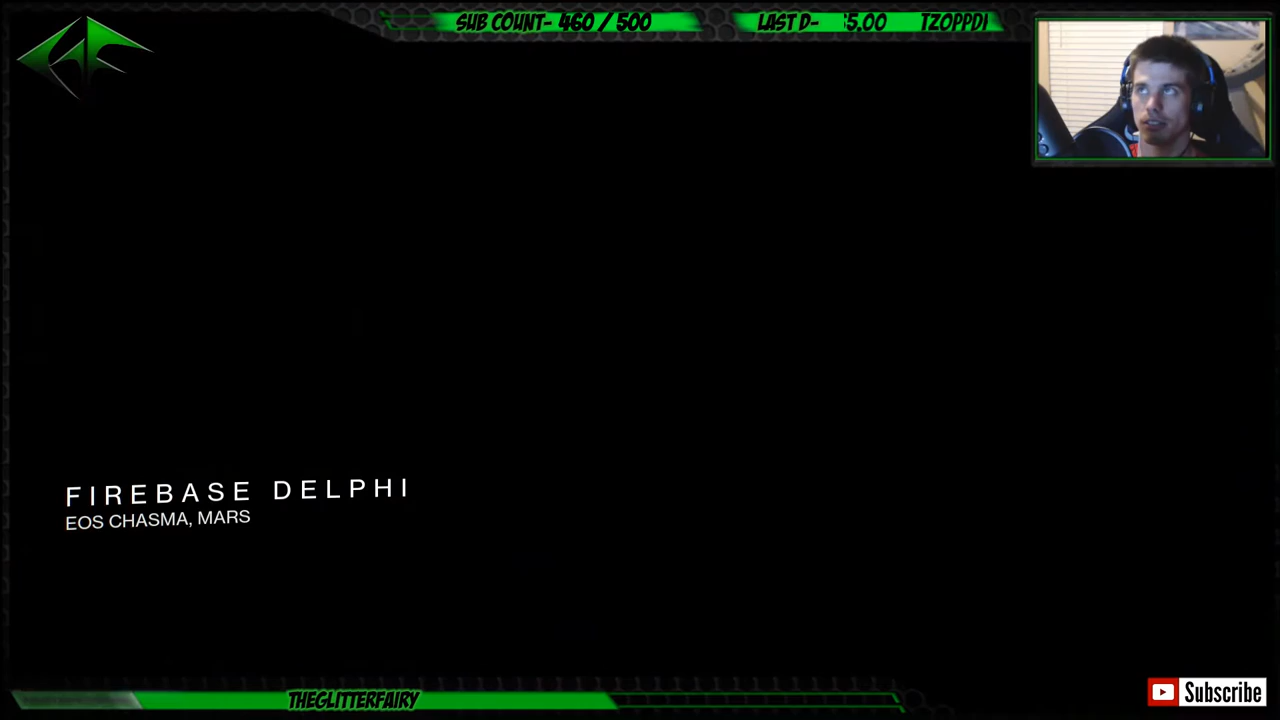 SUB COUNT- 460 / 500
LAST D- 5.00 TZOPPDI
FIREBASE DELPHI
EOS CHASMA, MARS
THEGLITTERFAIRY
Subscribe